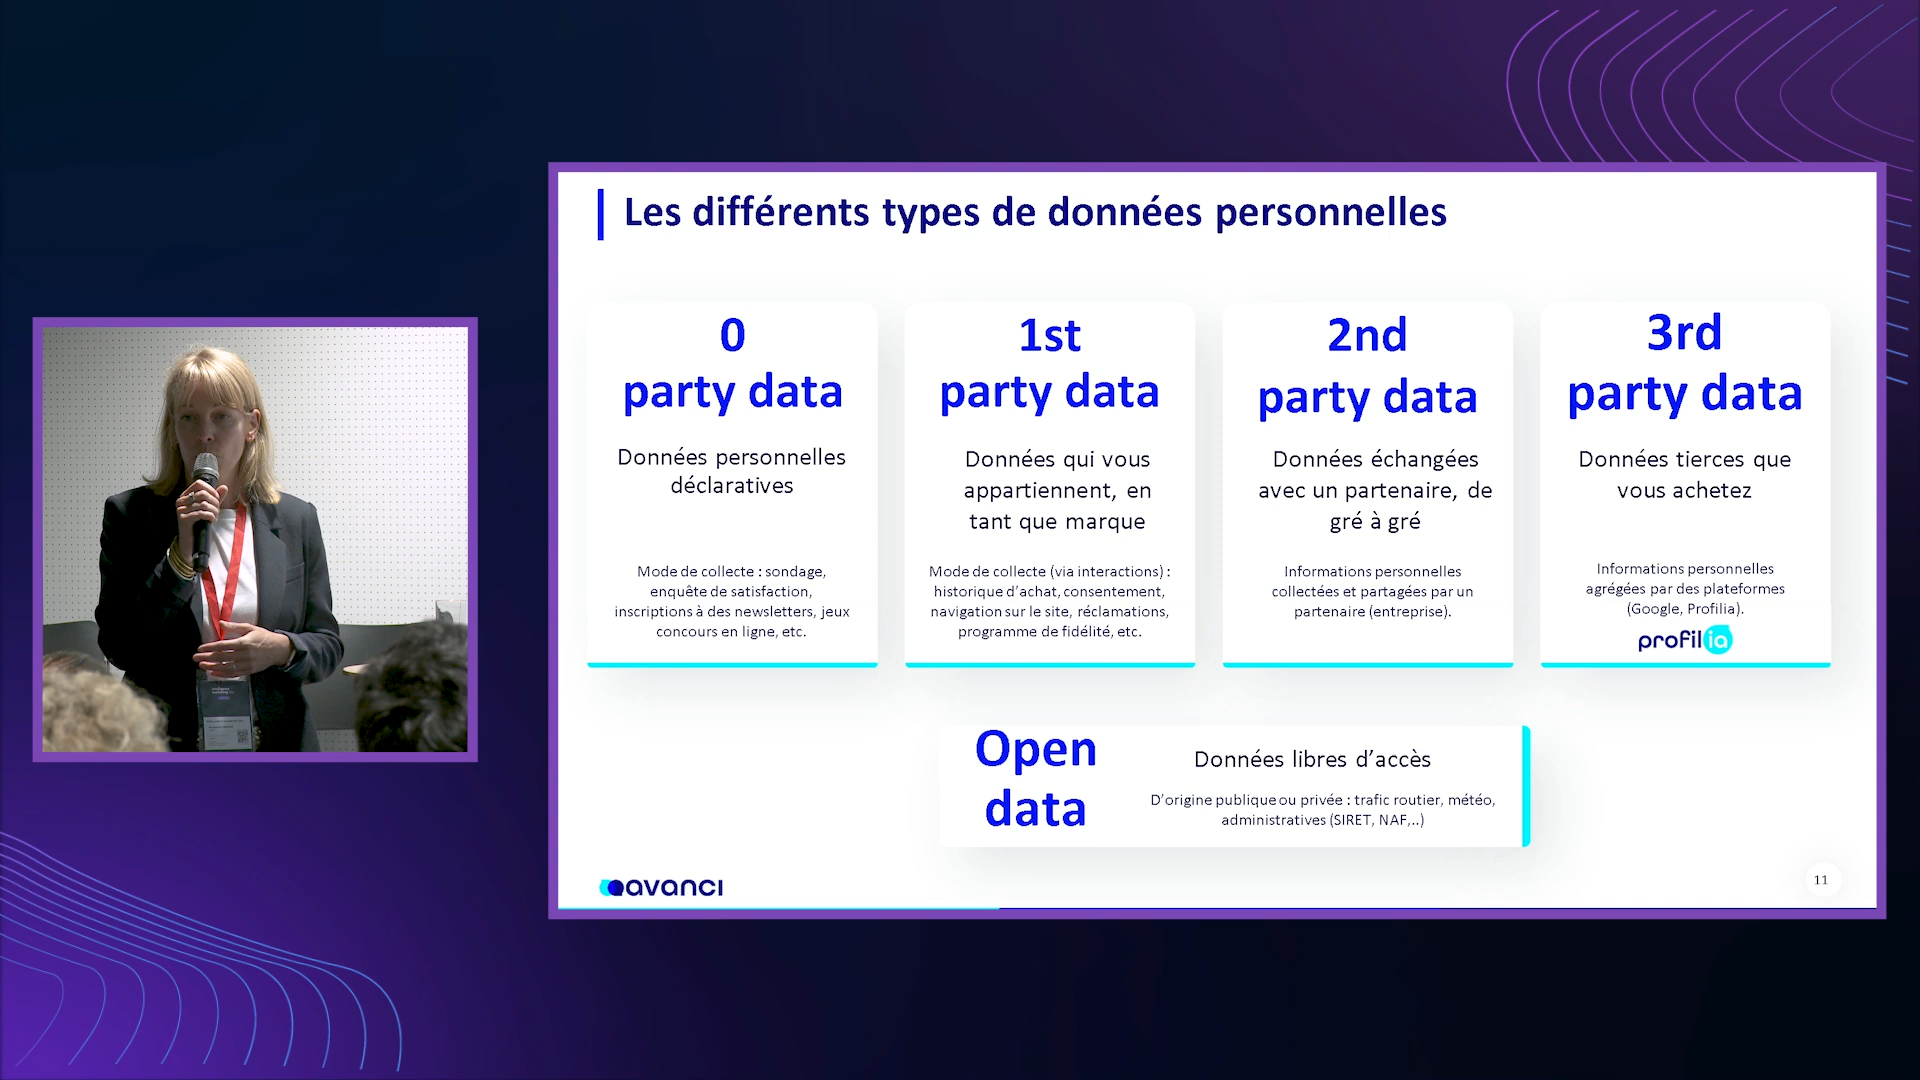 Les différents types de données personnelles
0
party data
Données personnelles
déclaratives
Mode de collecte : sondage,
enquête de satisfaction,
inscriptions à des newsletters, jeux
concours en ligne, etc.
1st
party data
Données qui vous
appartiennent, en
tant que marque
Mode de collecte (via interactions) :
historique d’achat, consentement,
navigation sur le site, réclamations,
programme de fidélité, etc.
2nd
party data
Données échangées
avec un partenaire, de
gré à gré
Informations personnelles
collectées et partagées par un
partenaire (entreprise).
3rd
party data
Données tierces que
vous achetez
Informations personnelles
agrégées par des plateformes
(Google, Profilia).
profilia
Open
data
Données libres d’accès
D’origine publique ou privée : trafic routier, météo,
administratives (SIRET, NAF,..)
avanci
11